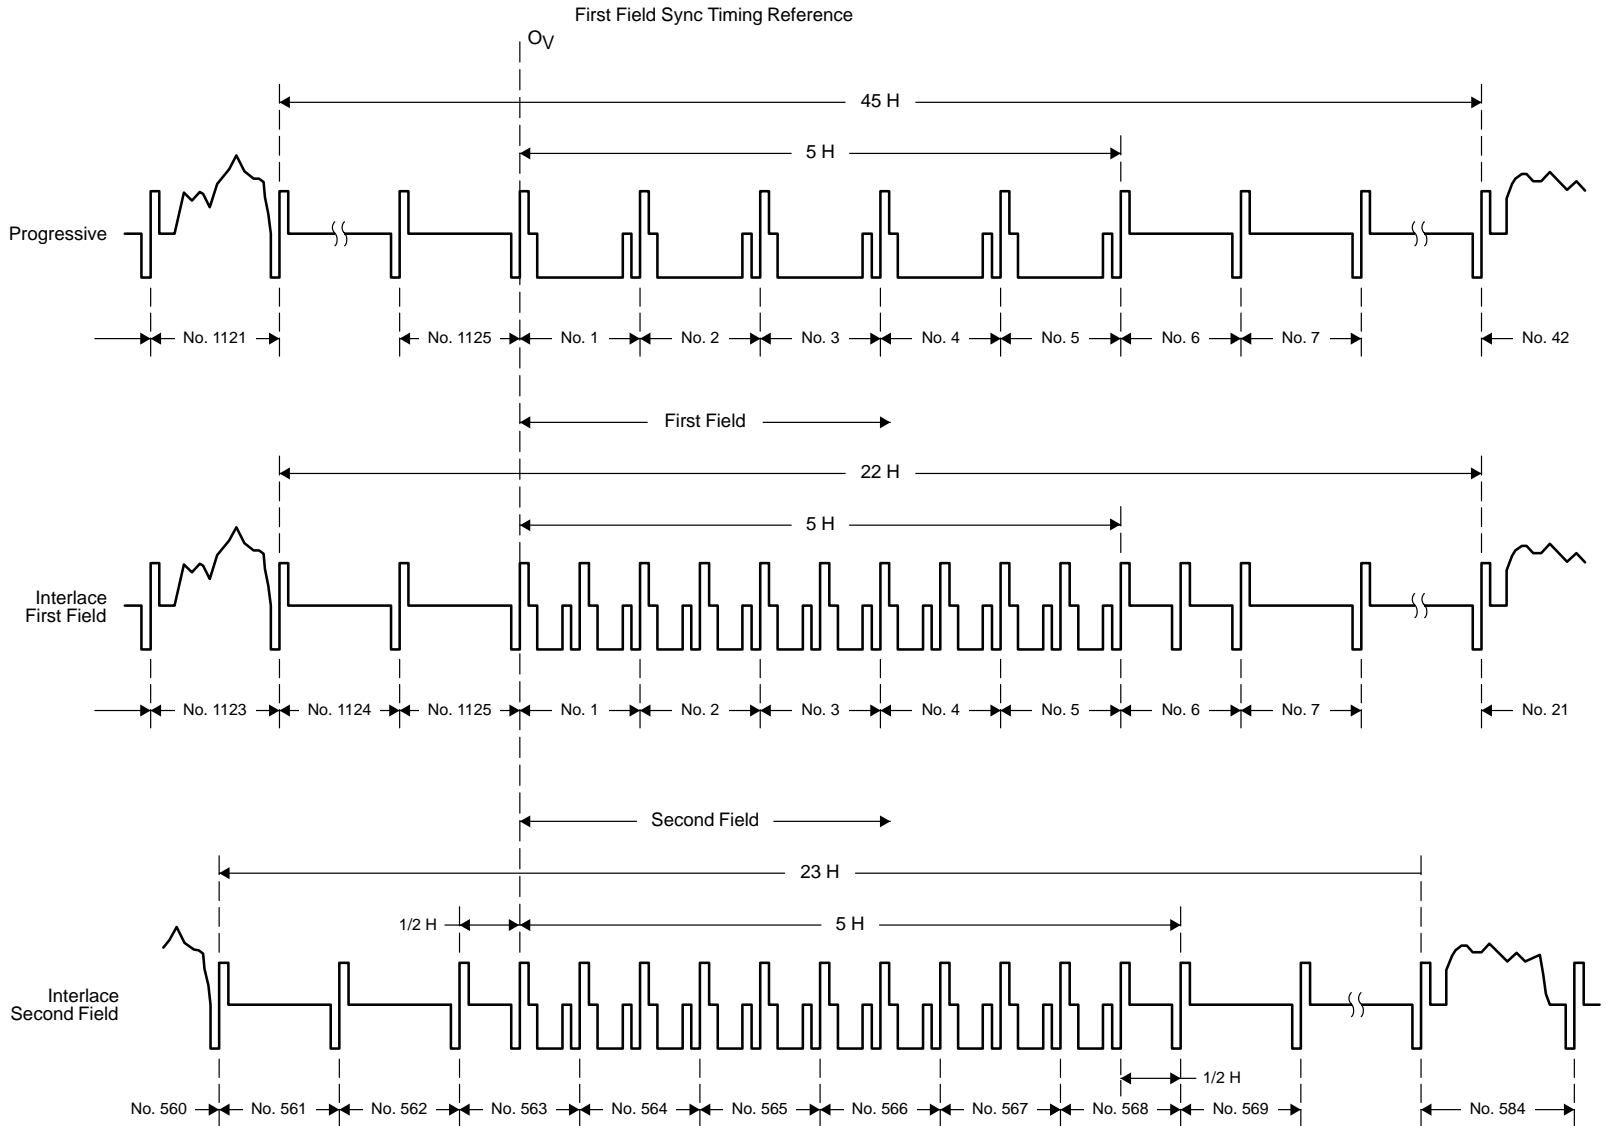 First Field Sync Timing Reference
OV
45 H
5 H
Progressive
No. 1121
No. 1125
No. 1
No. 2
No. 3
No. 4
No. 5
No. 6
No. 7
No. 42
First Field
22 H
5 H
Interlace
First Field
No. 1123
No. 1124
No. 1125
No. 1
No. 2
No. 3
No. 4
No. 5
No. 6
No. 7
No. 21
Second Field
23 H
1/2 H
5 H
Interlace
Second Field
1/2 H
No. 560
No. 561
No. 562
No. 563
No. 564
No. 565
No. 566
No. 567
No. 568
No. 569
No. 584